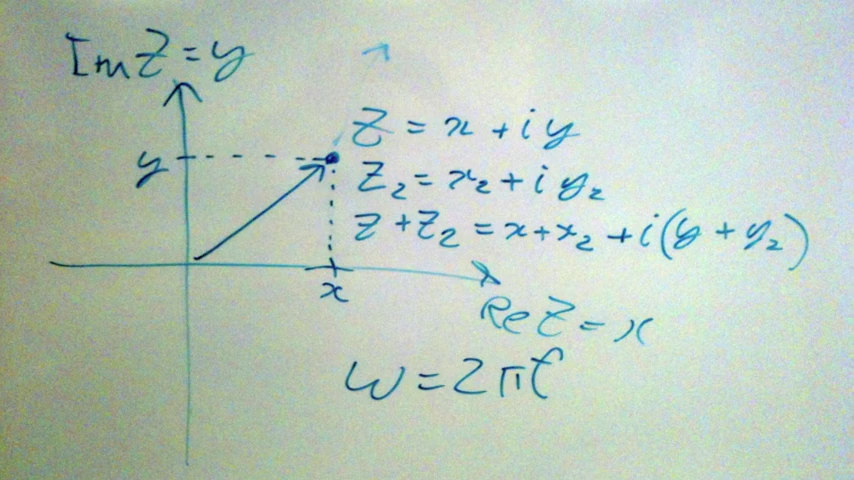 Im Z = y
Z = x + iy
y
Z₂ = x₂ + iy₂
Z + Z₂ = x + x₂ + i(y + y₂)
x
Re Z = x
ω = 2πf